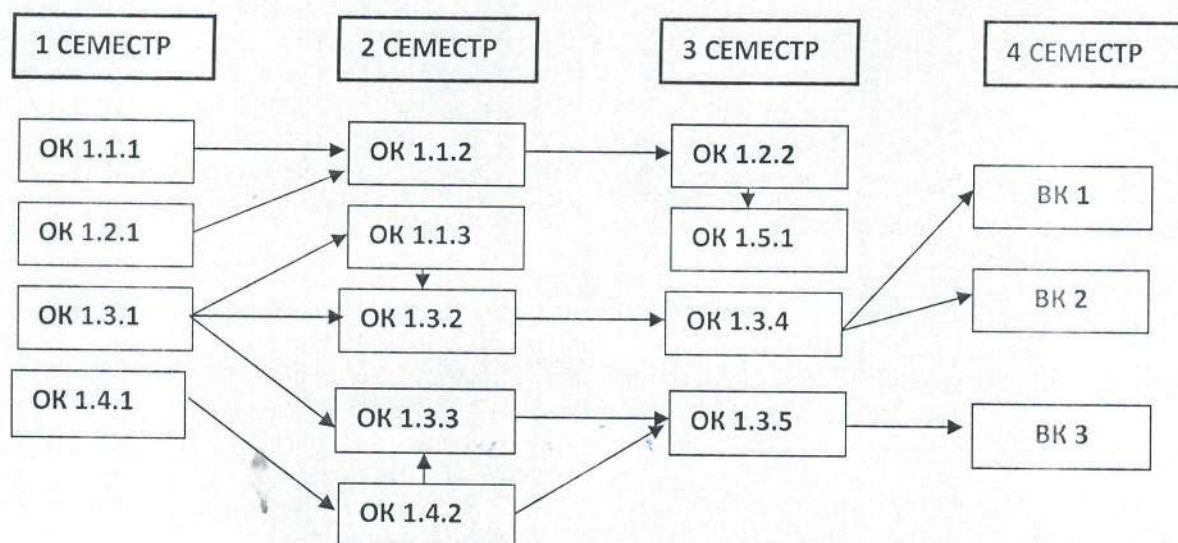 1 СЕМЕСТР
2 СЕМЕСТР
3 СЕМЕСТР
4 СЕМЕСТР
ОК 1.1.1
ОК 1.1.2
ОК 1.2.2
ВК 1
ОК 1.2.1
ОК 1.1.3
ОК 1.5.1
ВК 2
ОК 1.3.1
ОК 1.3.2
ОК 1.3.4
ОК 1.4.1
ОК 1.3.3
ОК 1.3.5
ВК 3
ОК 1.4.2